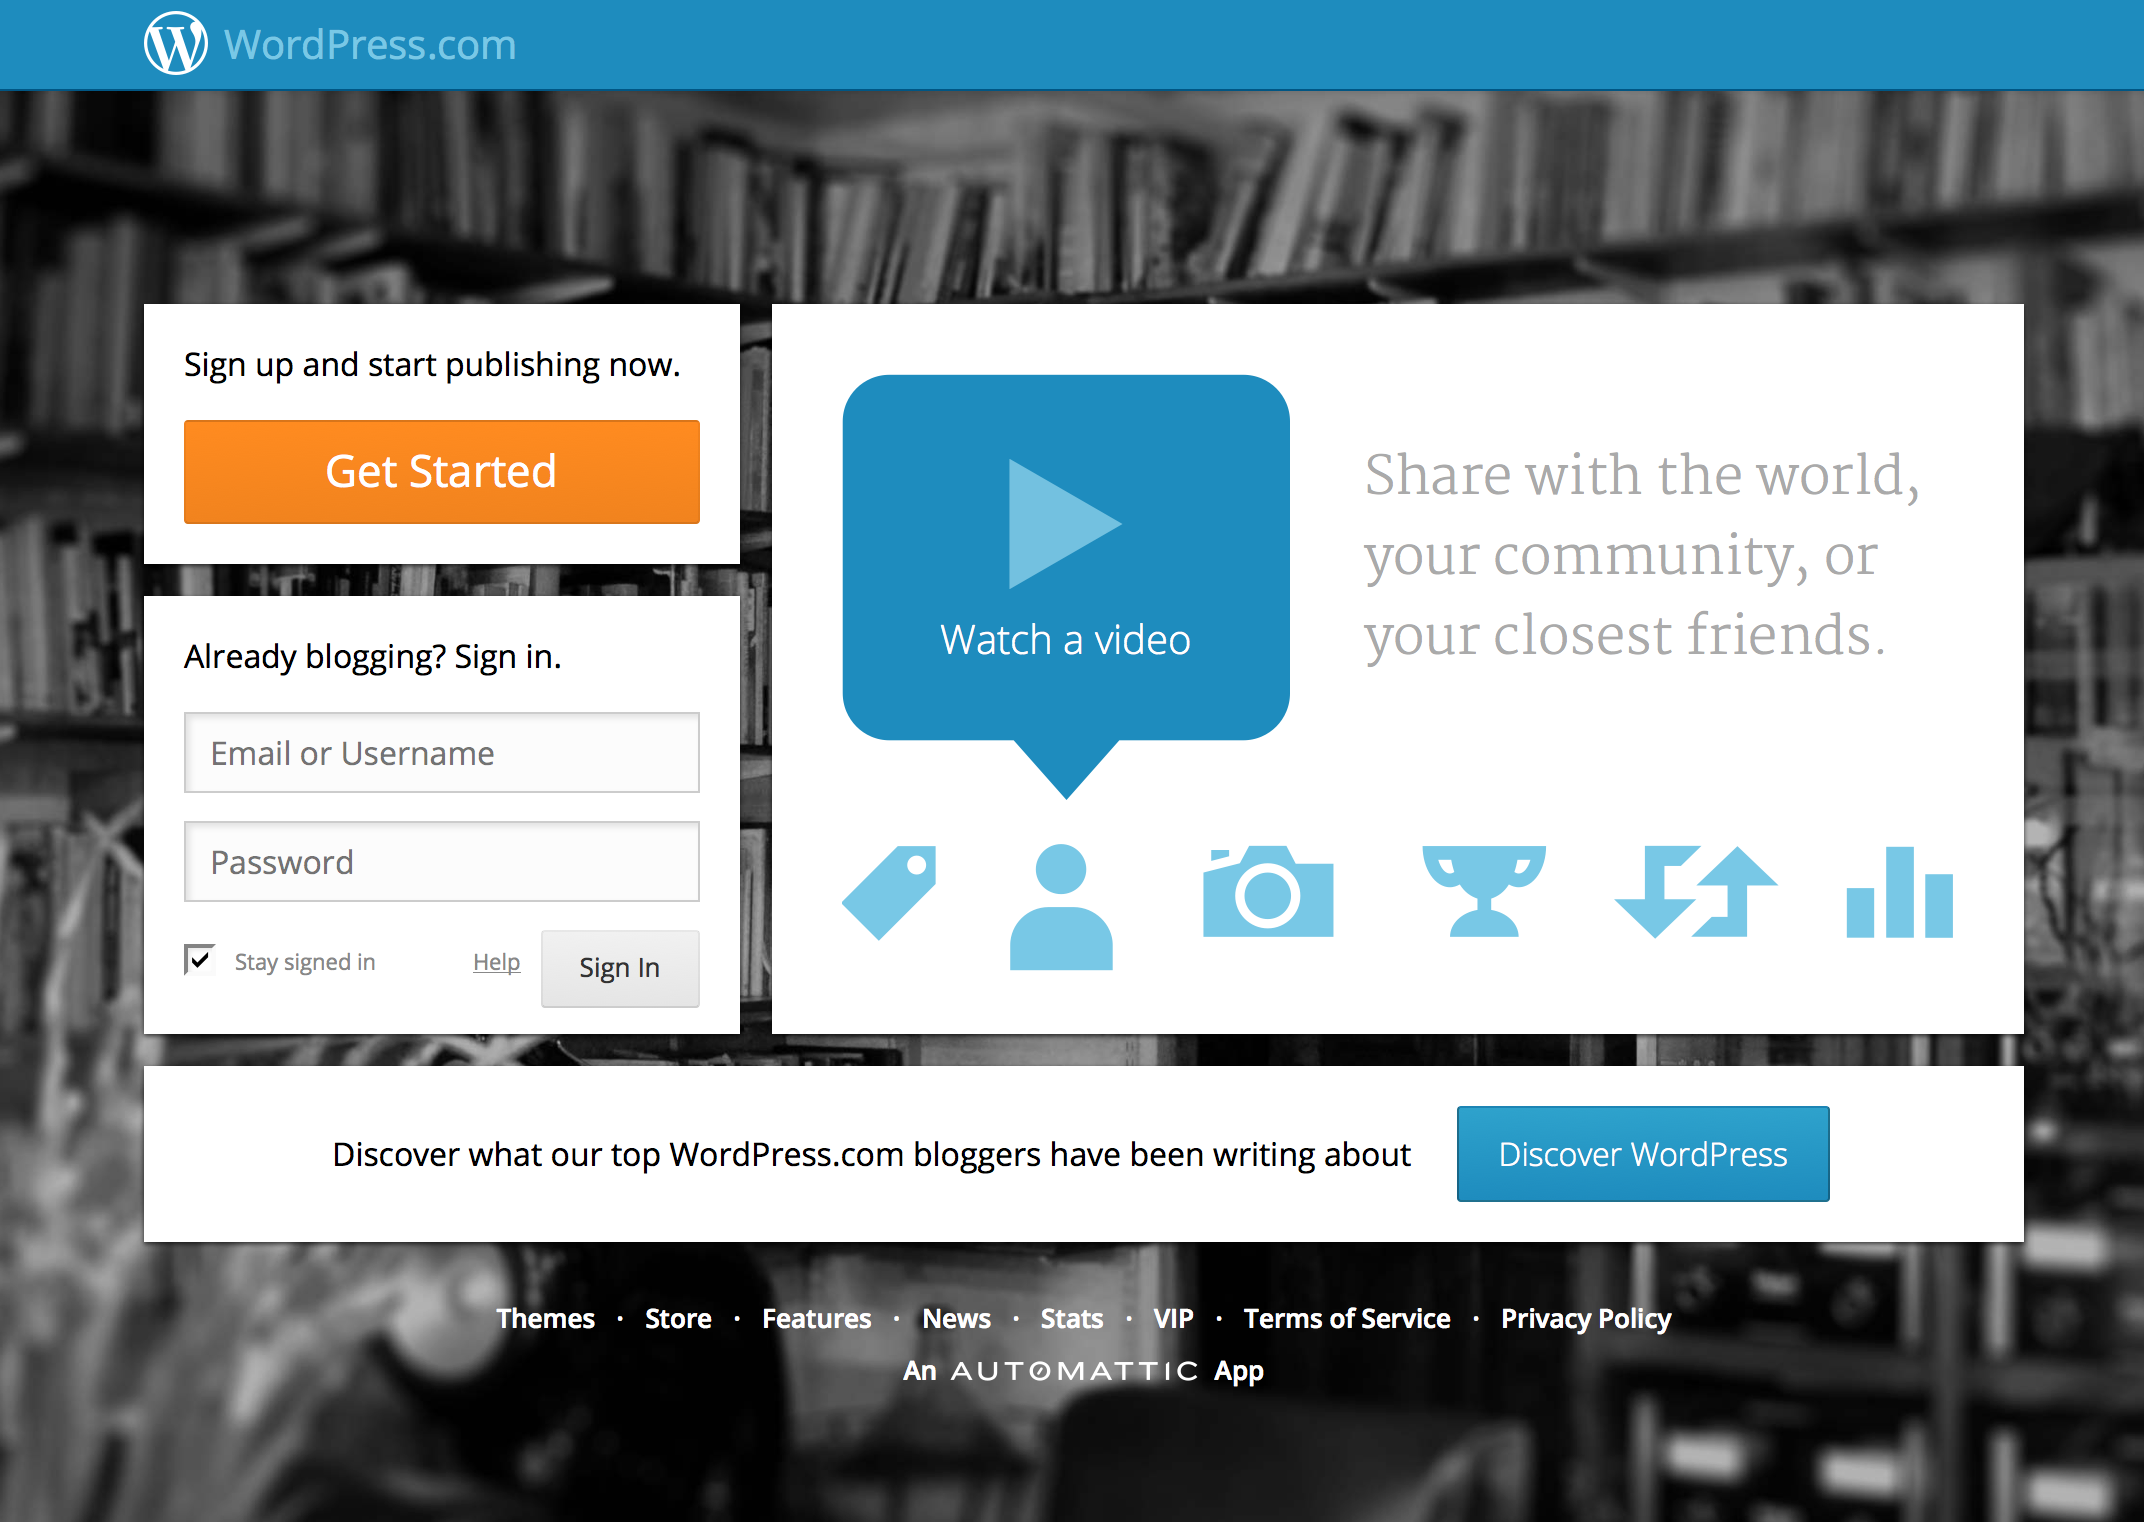 WordPress.com
Sign up and start publishing now.
Get Started
Already blogging? Sign in.
Email or Username
Password
Stay signed in
Help
Sign In
Watch a video
Share with the world,
your community, or
your closest friends.
Discover what our top WordPress.com bloggers have been writing about
Discover WordPress
Themes · Store · Features · News · Stats · VIP · Terms of Service · Privacy Policy
An AUTOMATTIC App